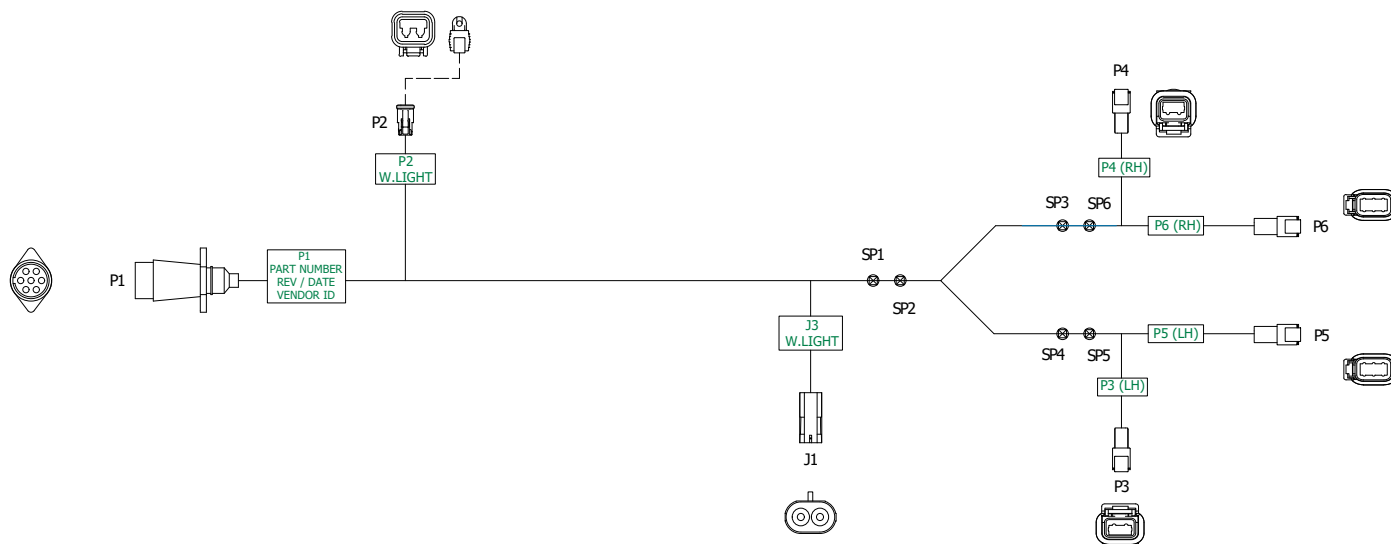 P4
P2
P2
W.LIGHT
P4 (RH)
SP3
SP6
P6 (RH)
P6
P1
P1
PART NUMBER
REV / DATE
VENDOR ID
SP1
SP2
J3
W.LIGHT
P5 (LH)
P5
SP4
SP5
P3 (LH)
J1
P3